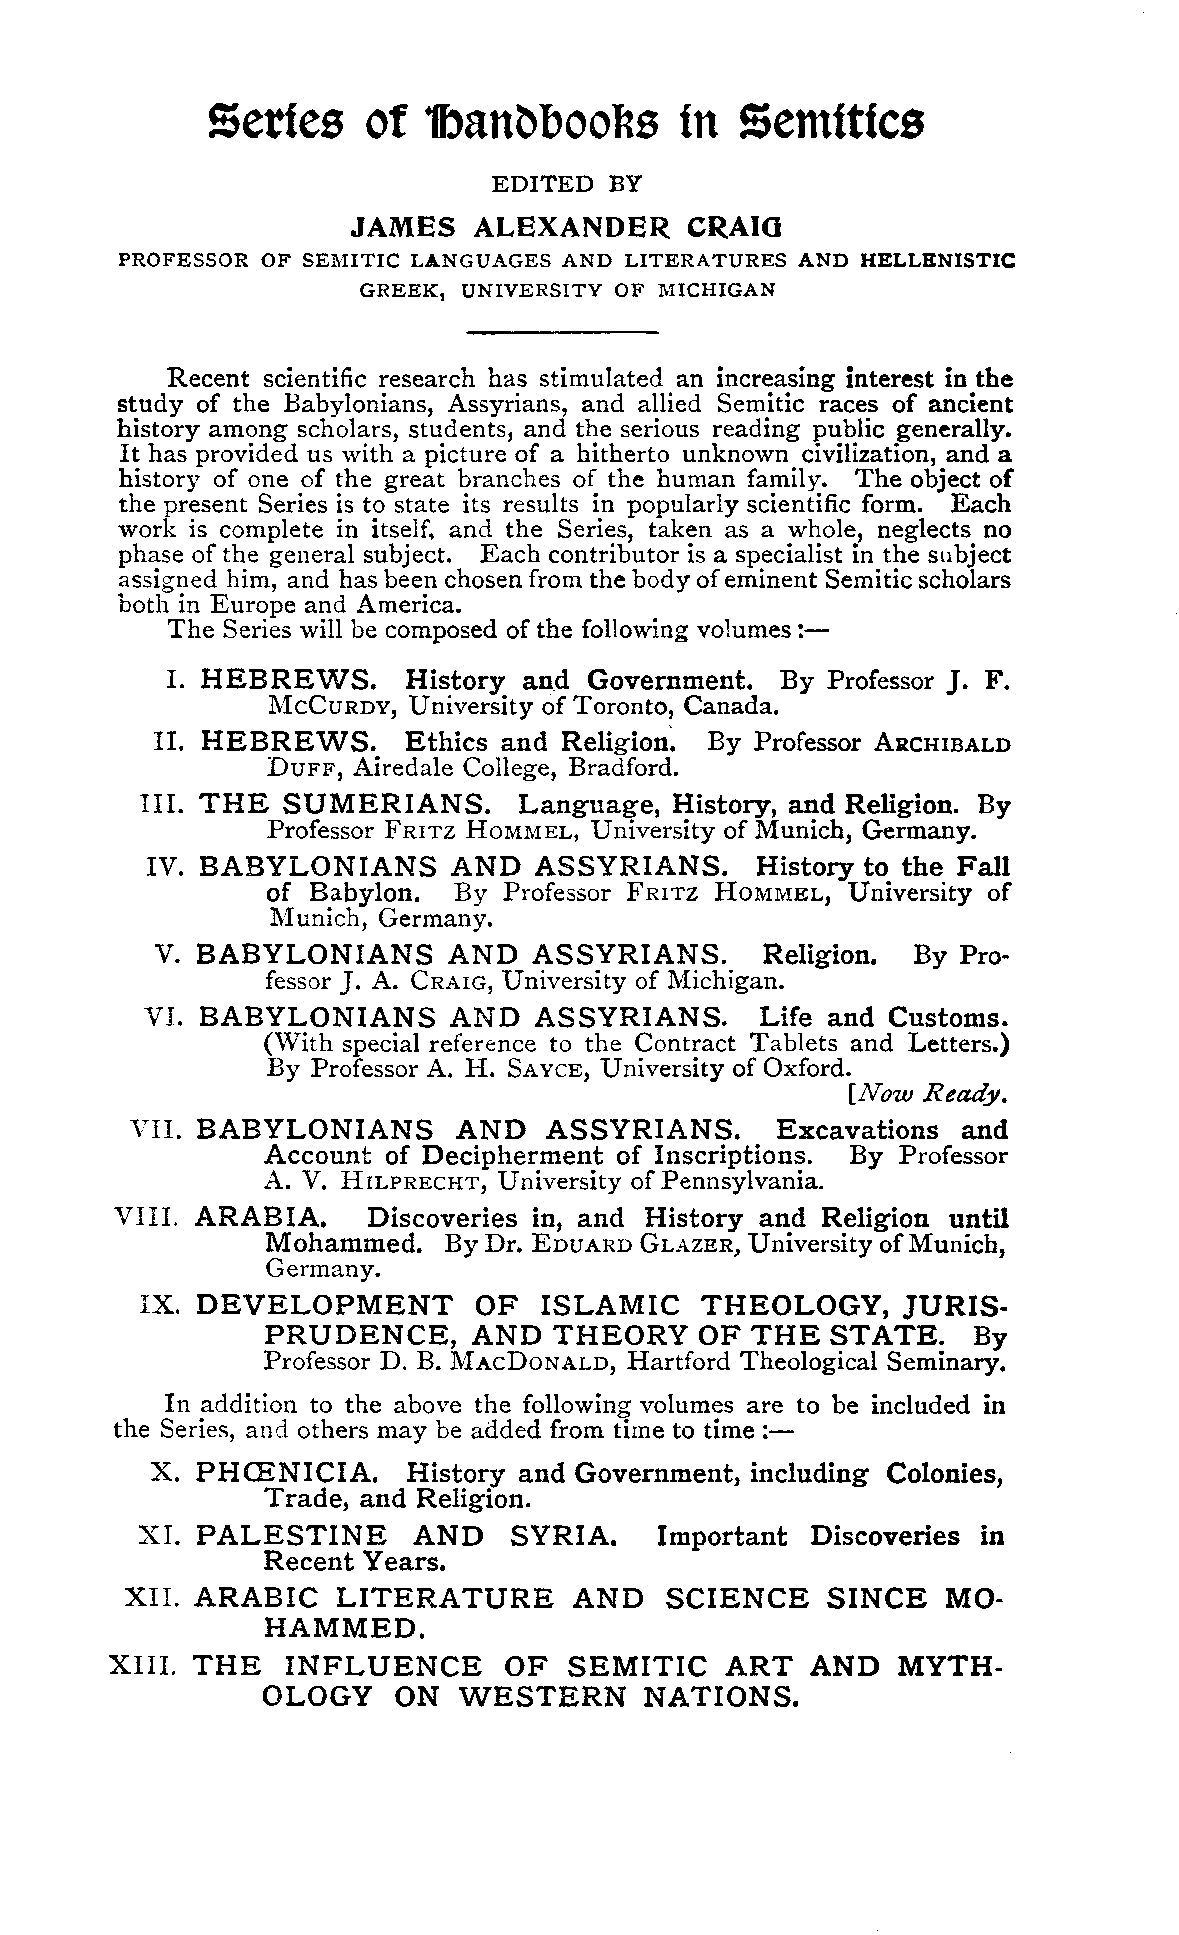 Series of Handbooks in Semitics
EDITED BY
JAMES ALEXANDER CRAIG
PROFESSOR OF SEMITIC LANGUAGES AND LITERATURES AND HELLENISTIC
GREEK, UNIVERSITY OF MICHIGAN
Recent scientific research has stimulated an increasing interest in the
study of the Babylonians, Assyrians, and allied Semitic races of ancient
history among scholars, students, and the serious reading public generally.
It has provided us with a picture of a hitherto unknown civilization, and a
history of one of the great branches of the human family. The object of
the present Series is to state its results in popularly scientific form. Each
work is complete in itself, and the Series, taken as a whole, neglects no
phase of the general subject. Each contributor is a specialist in the subject
assigned him, and has been chosen from the body of eminent Semitic scholars
both in Europe and America.
The Series will be composed of the following volumes:—
I. HEBREWS. History and Government. By Professor J. F.
McCURDY, University of Toronto, Canada.
II. HEBREWS. Ethics and Religion. By Professor ARCHIBALD
DUFF, Airedale College, Bradford.
III. THE SUMERIANS. Language, History, and Religion. By
Professor FRITZ HOMMEL, University of Munich, Germany.
IV. BABYLONIANS AND ASSYRIANS. History to the Fall
of Babylon. By Professor FRITZ HOMMEL, University of
Munich, Germany.
V. BABYLONIANS AND ASSYRIANS. Religion. By Pro-
fessor J. A. CRAIG, University of Michigan.
VI. BABYLONIANS AND ASSYRIANS. Life and Customs.
(With special reference to the Contract Tablets and Letters.)
By Professor A. H. SAYCE, University of Oxford.
[Now Ready.
VII. BABYLONIANS AND ASSYRIANS. Excavations and
Account of Decipherment of Inscriptions. By Professor
A. V. HILPRECHT, University of Pennsylvania.
VIII. ARABIA. Discoveries in, and History and Religion until
Mohammed. By Dr. EDUARD GLAZER, University of Munich,
Germany.
IX. DEVELOPMENT OF ISLAMIC THEOLOGY, JURIS-
PRUDENCE, AND THEORY OF THE STATE. By
Professor D. B. MACDONALD, Hartford Theological Seminary.
In addition to the above the following volumes are to be included in
the Series, and others may be added from time to time:—
X. PHŒNICIA. History and Government, including Colonies,
Trade, and Religion.
XI. PALESTINE AND SYRIA. Important Discoveries in
Recent Years.
XII. ARABIC LITERATURE AND SCIENCE SINCE MO-
HAMMED.
XIII. THE INFLUENCE OF SEMITIC ART AND MYTH-
OLOGY ON WESTERN NATIONS.